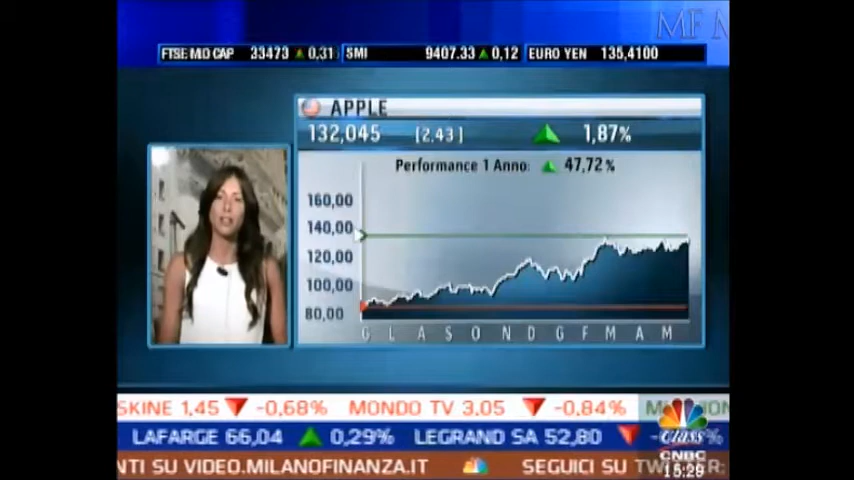 MF M
FTSE MID CAP 33473 0,31 SMI 9407.33 0,12 EURO YEN 135,4100
APPLE
132,045 [2,43] 1,87%
Performance 1 Anno: 47,72%
160,00
140,00
120,00
100,00
80,00
G L A S O N D G F M A M
SKINE 1,45 -0,68% MONDO TV 3,05 -0,84%
LAFARGE 66,04 0,29% LEGRAND SA 52,80
CLASS
CNBC
NTI SU VIDEO.MILANOFINANZA.IT SEGUICI SU
15:29